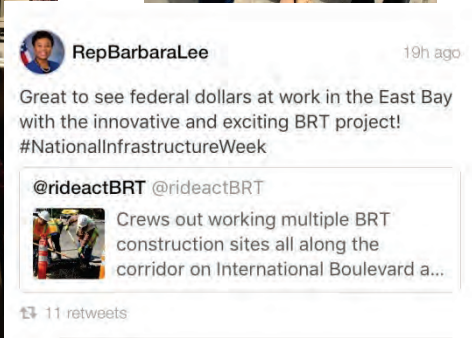 RepBarbaraLee 19h ago
Great to see federal dollars at work in the East Bay
with the innovative and exciting BRT project!
#NationalInfrastructureWeek
@rideactBRT @rideactBRT
Crews out working multiple BRT
construction sites all along the
corridor on International Boulevard a...
11 retweets